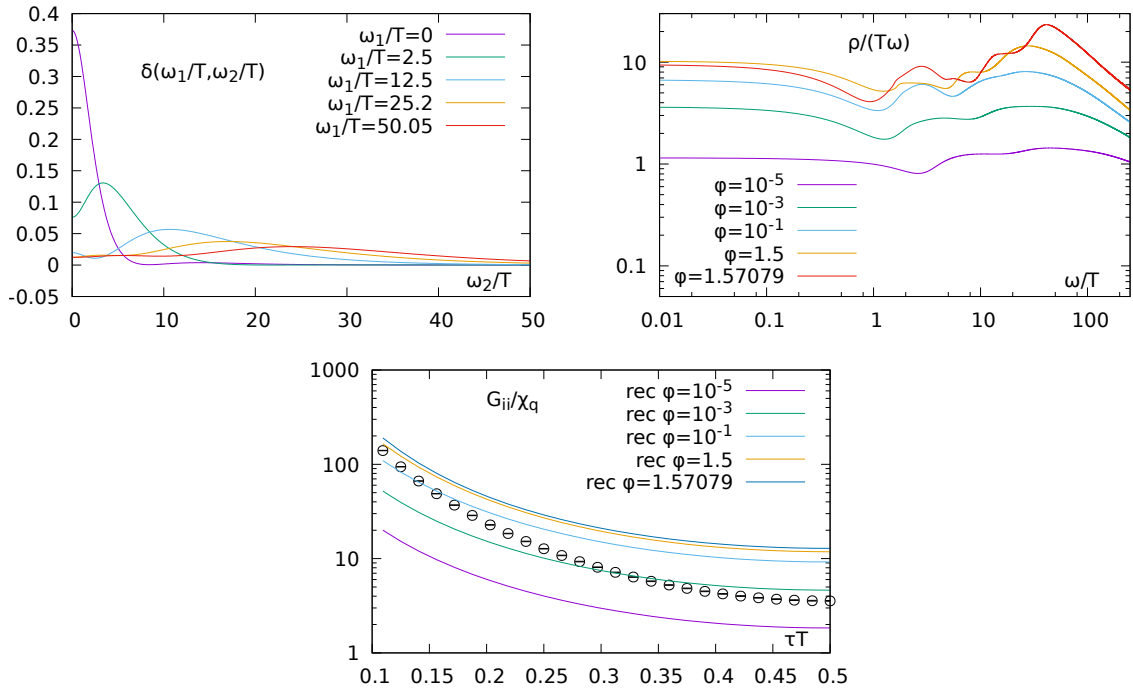 0.4
0.35
0.3
0.25
0.2
0.15
0.1
0.05
0
-0.05
0 10 20 30 40 50
δ(ω₁/T,ω₂/T)
ω₁/T=0
ω₁/T=2.5
ω₁/T=12.5
ω₁/T=25.2
ω₁/T=50.05
ω₂/T
10
1
0.1
0.01 0.1 1 10 100
ρ/(Tω)
φ=10⁻⁵
φ=10⁻³
φ=10⁻¹
φ=1.5
φ=1.57079
ω/T
1000
100
10
1
0.1 0.15 0.2 0.25 0.3 0.35 0.4 0.45 0.5
G_ii/χ_q
rec φ=10⁻⁵
rec φ=10⁻³
rec φ=10⁻¹
rec φ=1.5
rec φ=1.57079
τT